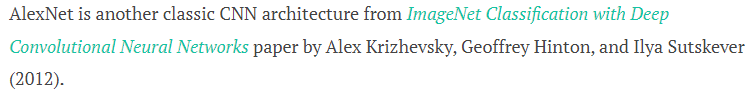 AlexNet is another classic CNN architecture from ImageNet Classification with Deep
Convolutional Neural Networks paper by Alex Krizhevsky, Geoffrey Hinton, and Ilya Sutskever
(2012).